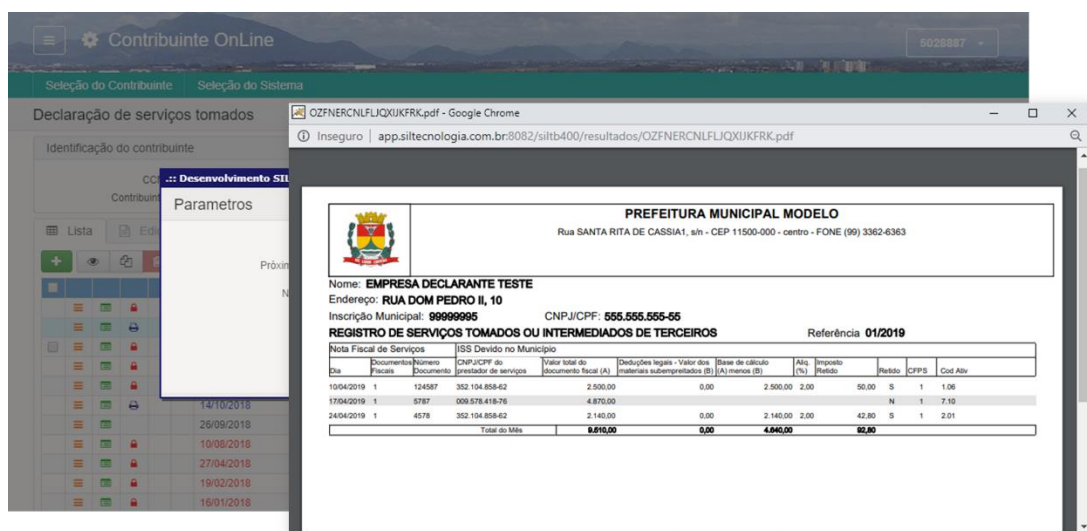 Contribuinte OnLine
5028887
Seleção do Contribuinte Seleção do Sistema
Declaração de serviços tomados
Identificação do contribuinte
Lista
.:: Desenvolvimento
Parametros
14/10/2018
26/09/2018
10/08/2018
27/04/2018
19/02/2018
16/01/2018
OZFNERCNLFLJQXIJKFRK.pdf - Google Chrome
Inseguro | app.siltecnologia.com.br:8082/siltb400/resultados/OZFNERCNLFLJQXIJKFRK.pdf
PREFEITURA MUNICIPAL MODELO
Rua SANTA RITA DE CASSIA1, s/n - CEP 11500-000 - centro - FONE (99) 3362-6363
Nome: EMPRESA DECLARANTE TESTE
Endereço: RUA DOM PEDRO II, 10
Inscrição Municipal: 99999995 CNPJ/CPF: 555.555.555-55
REGISTRO DE SERVIÇOS TOMADOS OU INTERMEDIADOS DE TERCEIROS Referência 01/2019
Nota Fiscal de Serviços ISS Devido no Município
Documentos Número CNPJ/CPF do Valor total do Deduções legais - Valor dos Base de cálculo Aliq. Imposto
Dia Fiscais Documento prestador de serviços documento fiscal (A) materiais subempreitados (B) (A) menos (B) (%) Retido Retido CFPS Cod Ativ
10/04/2019 1 124587 352.104.858-62 2.500,00 0,00 2.500,00 2,00 50,00 S 1 1.06
17/04/2019 1 5787 009.578.418-76 4.870,00 N 1 7.10
24/04/2019 1 4578 352.104.858-62 2.140,00 0,00 2.140,00 2,00 42,80 S 1 2.01
Total do Mês 9.510,00 0,00 4.640,00 92,80